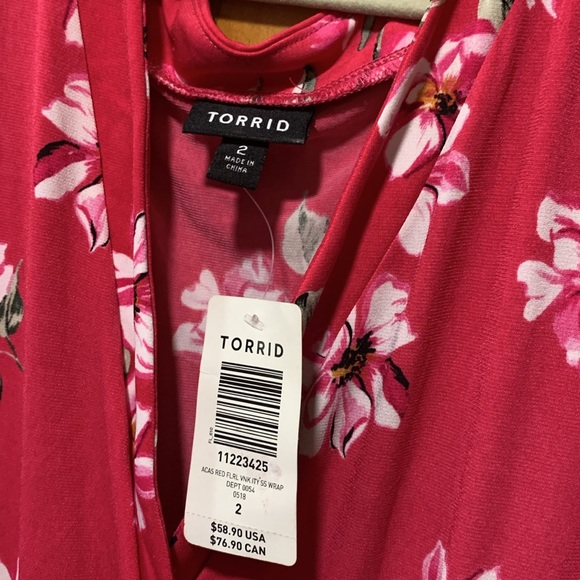 TORRID
2
MADE IN
CHINA
TORRID
FL_R10
11223425
ACAS RED FLRL VNK ITY SS WRAP
DEPT 0054
0518
2
$58.90 USA
$76.90 CAN